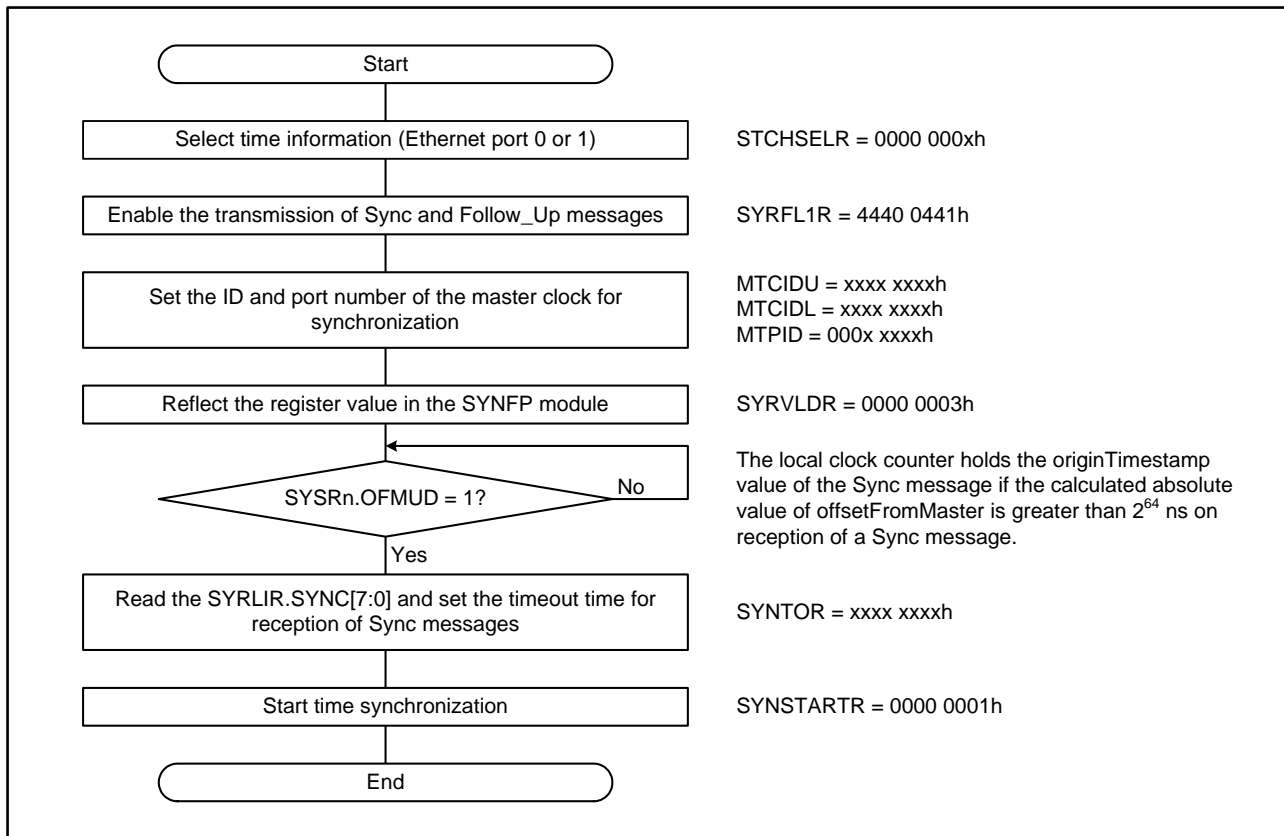 Start
Select time information (Ethernet port 0 or 1)
STCHSELR = 0000 000xh
Enable the transmission of Sync and Follow_Up messages
SYRFL1R = 4440 0441h
Set the ID and port number of the master clock for
synchronization
MTCIDU = xxxx xxxxh
MTCIDL = xxxx xxxxh
MTPID = 000x xxxxh
Reflect the register value in the SYNFP module
SYRVLDR = 0000 0003h
SYSRn.OFMUD = 1?
No
Yes
The local clock counter holds the originTimestamp
value of the Sync message if the calculated absolute
value of offsetFromMaster is greater than 2^64 ns on
reception of a Sync message.
Read the SYRLIR.SYNC[7:0] and set the timeout time for
reception of Sync messages
SYNTOR = xxxx xxxxh
Start time synchronization
SYNSTARTR = 0000 0001h
End